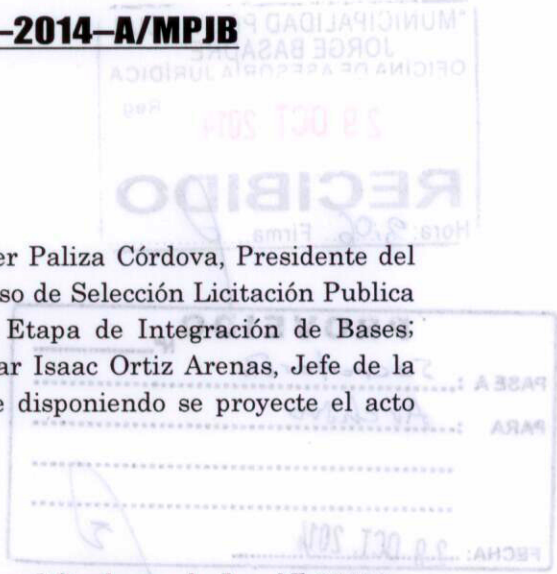 –2014–A/MPJB
"MUNICIPALIDAD P
JORGE BASADRE
OFICINA DE ASESORIA JURÍDICA
Reg
29 OCT 2014
RECIBIDO
Hora: Firma
er Paliza Córdova, Presidente del
so de Selección Licitación Publica
Etapa de Integración de Bases;
ar Isaac Ortiz Arenas, Jefe de la
e disponiendo se proyecte el acto
PASE A :
PARA :
FECHA: 29 OCT 2014